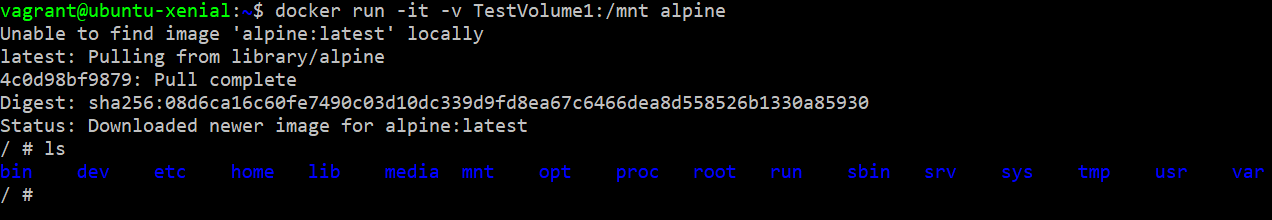 vagrant@ubuntu-xenial:~$ docker run -it -v TestVolume1:/mnt alpine
Unable to find image 'alpine:latest' locally
latest: Pulling from library/alpine
4c0d98bf9879: Pull complete
Digest: sha256:08d6ca16c60fe7490c03d10dc339d9fd8ea67c6466dea8d558526b1330a85930
Status: Downloaded newer image for alpine:latest
/ # ls
bin dev etc home lib media mnt opt proc root run sbin srv sys tmp usr var
/ #